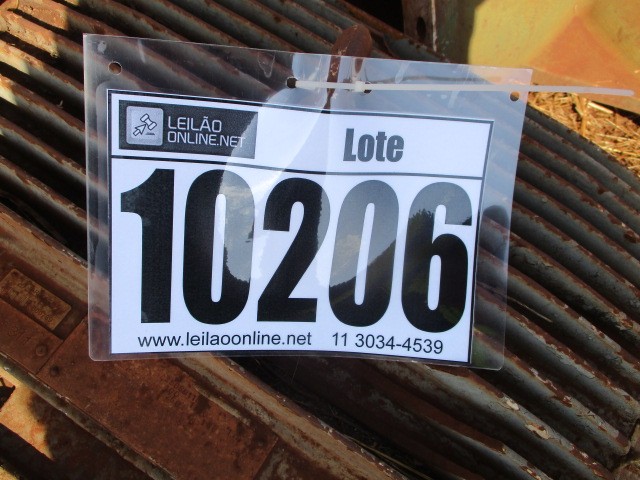 LEILÃO
ONLINE.NET
Lote
10206
www.leilaoonline.net 11 3034-4539